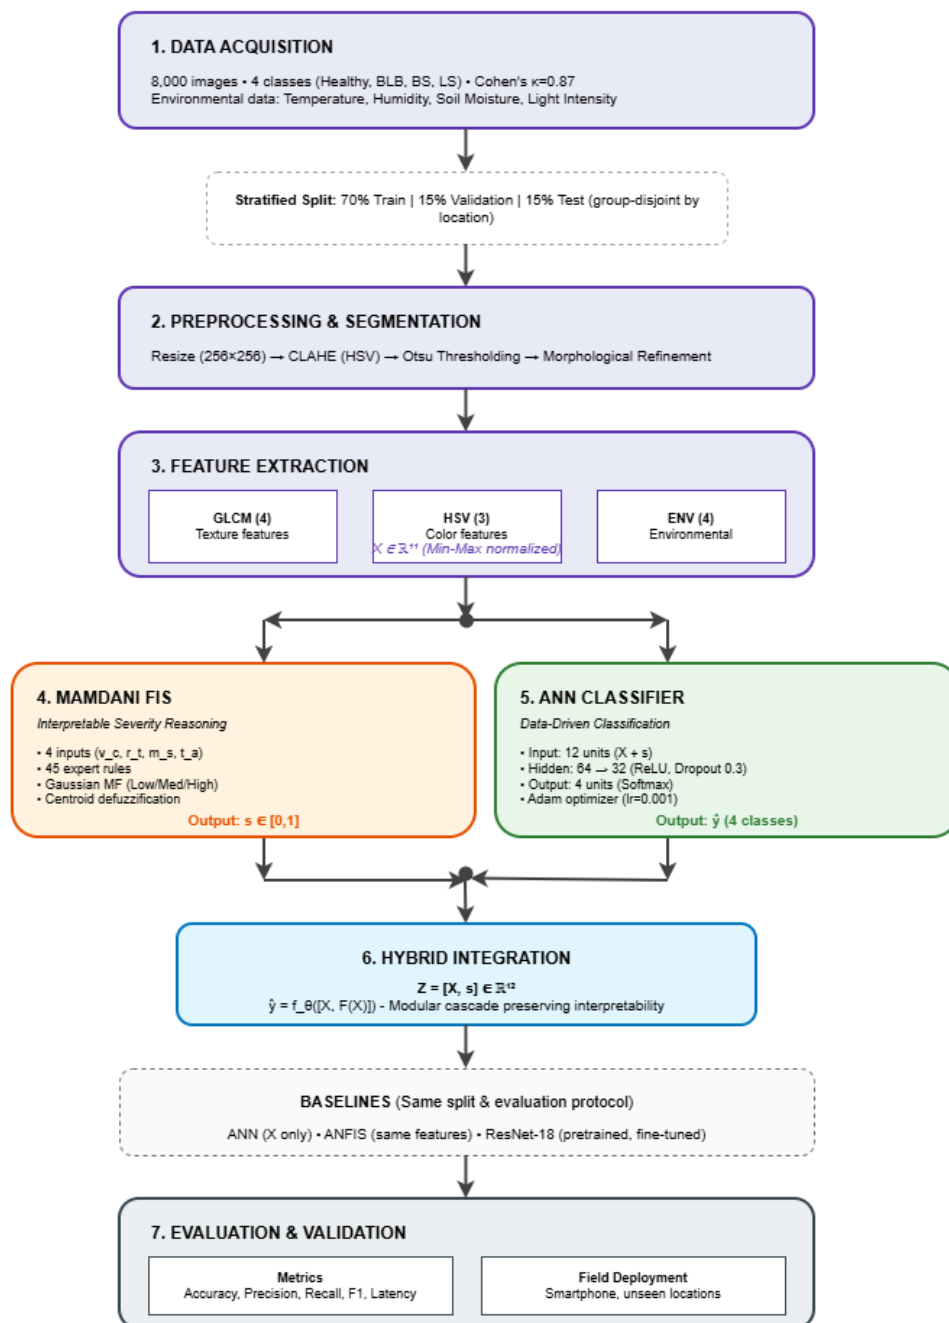 1. DATA ACQUISITION
8,000 images • 4 classes (Healthy, BLB, BS, LS) • Cohen's κ=0.87
Environmental data: Temperature, Humidity, Soil Moisture, Light Intensity
Stratified Split: 70% Train | 15% Validation | 15% Test (group-disjoint by
location)
2. PREPROCESSING & SEGMENTATION
Resize (256×256) → CLAHE (HSV) → Otsu Thresholding → Morphological Refinement
3. FEATURE EXTRACTION
GLCM (4)
Texture features
HSV (3)
Color features
X ∈ ℝ¹¹ (Min-Max normalized)
ENV (4)
Environmental
4. MAMDANI FIS
Interpretable Severity Reasoning
• 4 inputs (v_c, r_t, m_s, t_a)
• 45 expert rules
• Gaussian MF (Low/Med/High)
• Centroid defuzzification
Output: s ∈ [0,1]
5. ANN CLASSIFIER
Data-Driven Classification
• Input: 12 units (X + s)
• Hidden: 64 → 32 (ReLU, Dropout 0.3)
• Output: 4 units (Softmax)
• Adam optimizer (lr=0.001)
Output: ŷ (4 classes)
6. HYBRID INTEGRATION
Z = [X, s] ∈ ℝ¹²
ŷ = f_θ([X, F(X)]) - Modular cascade preserving interpretability
BASELINES (Same split & evaluation protocol)
ANN (X only) • ANFIS (same features) • ResNet-18 (pretrained, fine-tuned)
7. EVALUATION & VALIDATION
Metrics
Accuracy, Precision, Recall, F1, Latency
Field Deployment
Smartphone, unseen locations